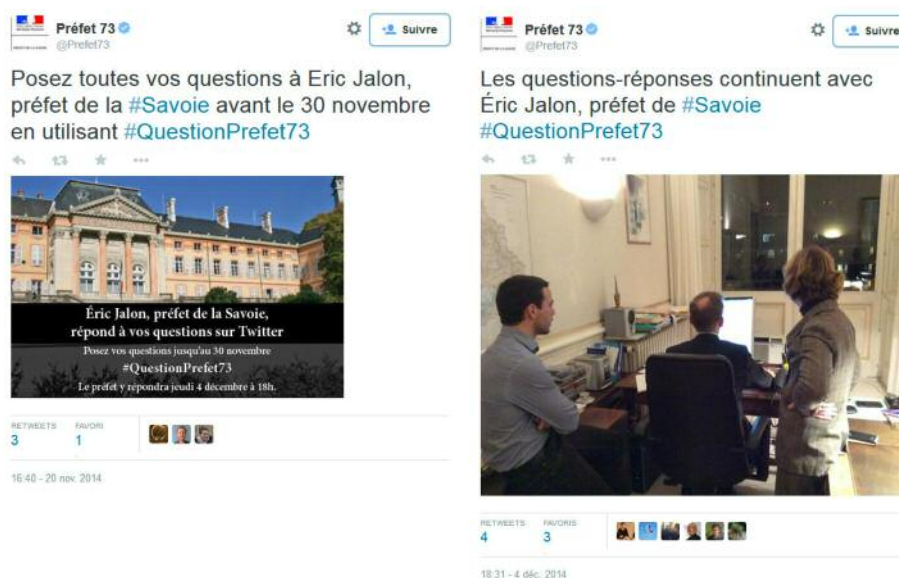 Préfet 73
@Prefet73
Suivre
Posez toutes vos questions à Eric Jalon,
préfet de la #Savoie avant le 30 novembre
en utilisant #QuestionPrefet73
Éric Jalon, préfet de la Savoie,
répond à vos questions sur Twitter
Posez vos questions jusqu'au 30 novembre
#QuestionPrefet73
Le préfet y répondra jeudi 4 décembre à 18h.
RETWEETS FAVORI
3 1
16:40 - 20 nov. 2014
Préfet 73
@Prefet73
Suivre
Les questions-réponses continuent avec
Éric Jalon, préfet de #Savoie
#QuestionPrefet73
RETWEETS FAVORIS
4 3
18:31 - 4 déc. 2014